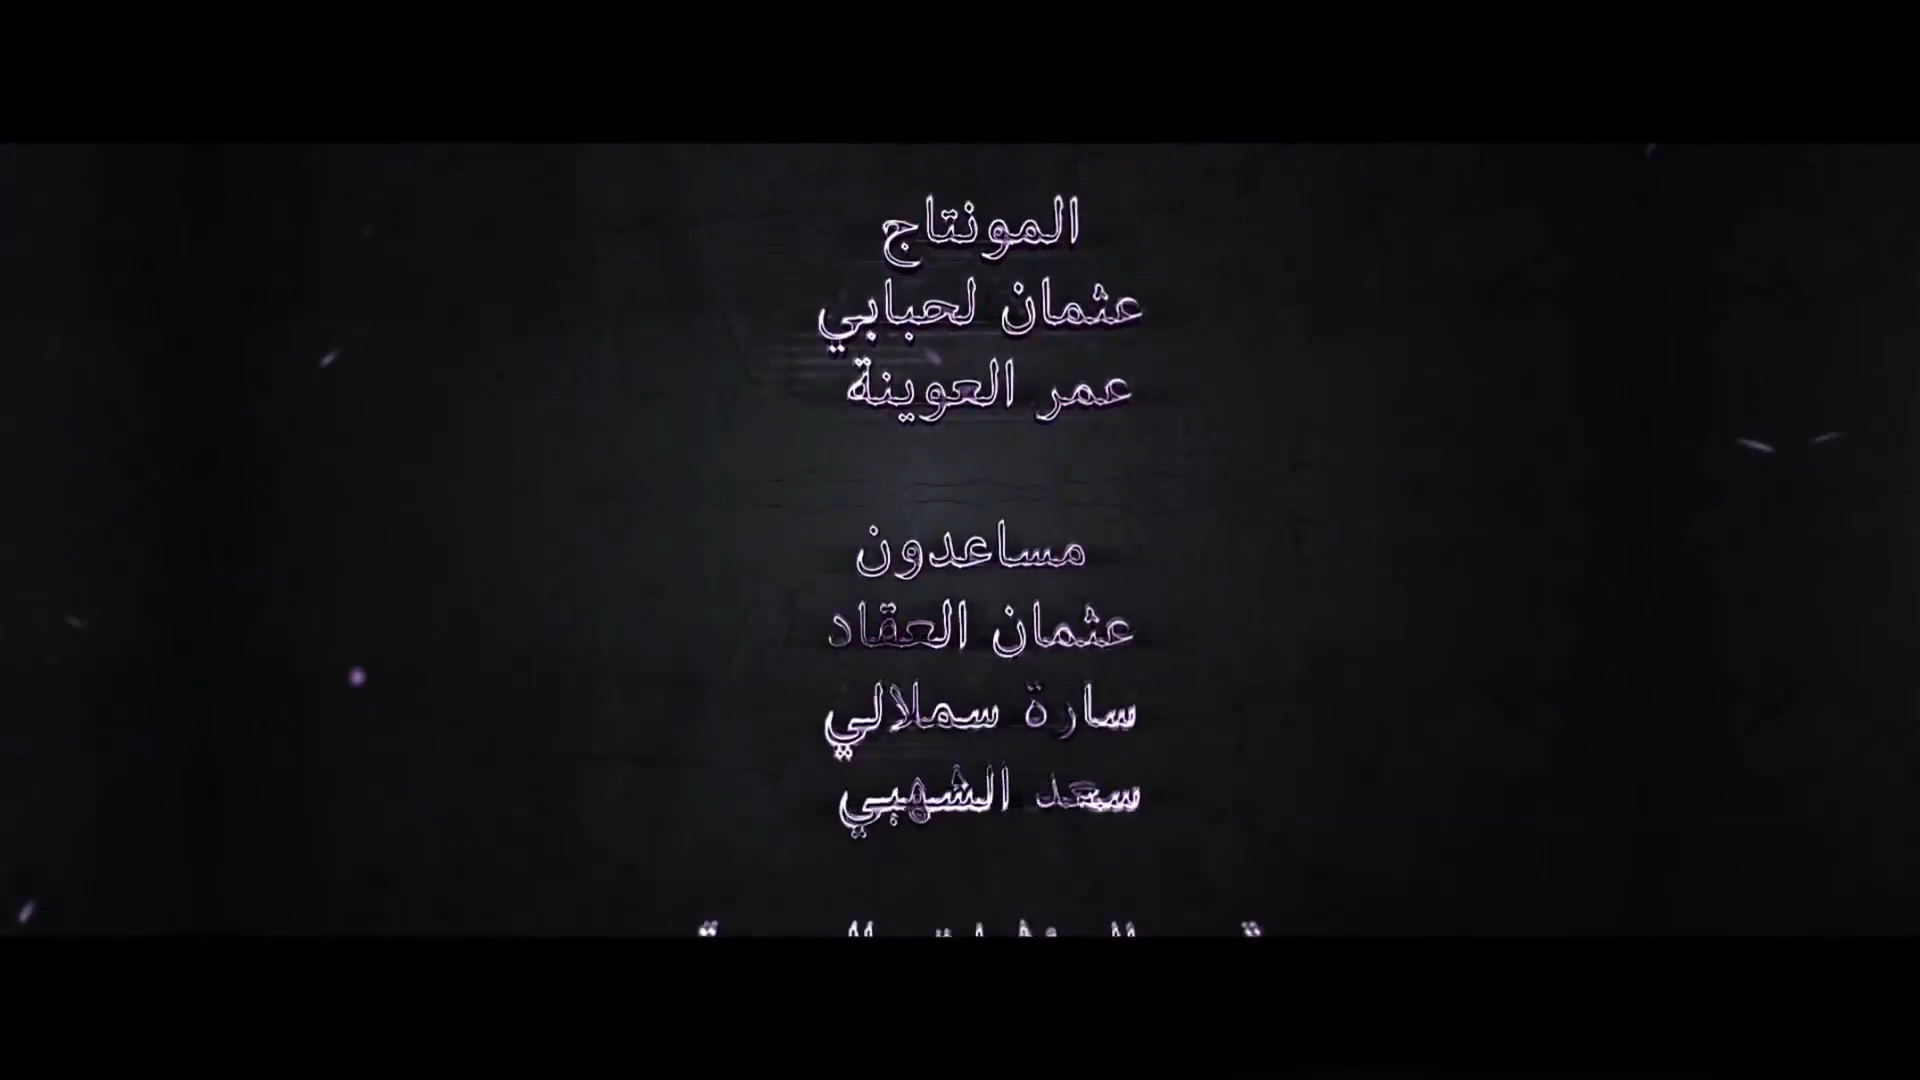 المونتاج
عثمان لحبابي
عمر العوينة
مساعدون
عثمان العقاد
سارة سملالي
سعد الشهبي